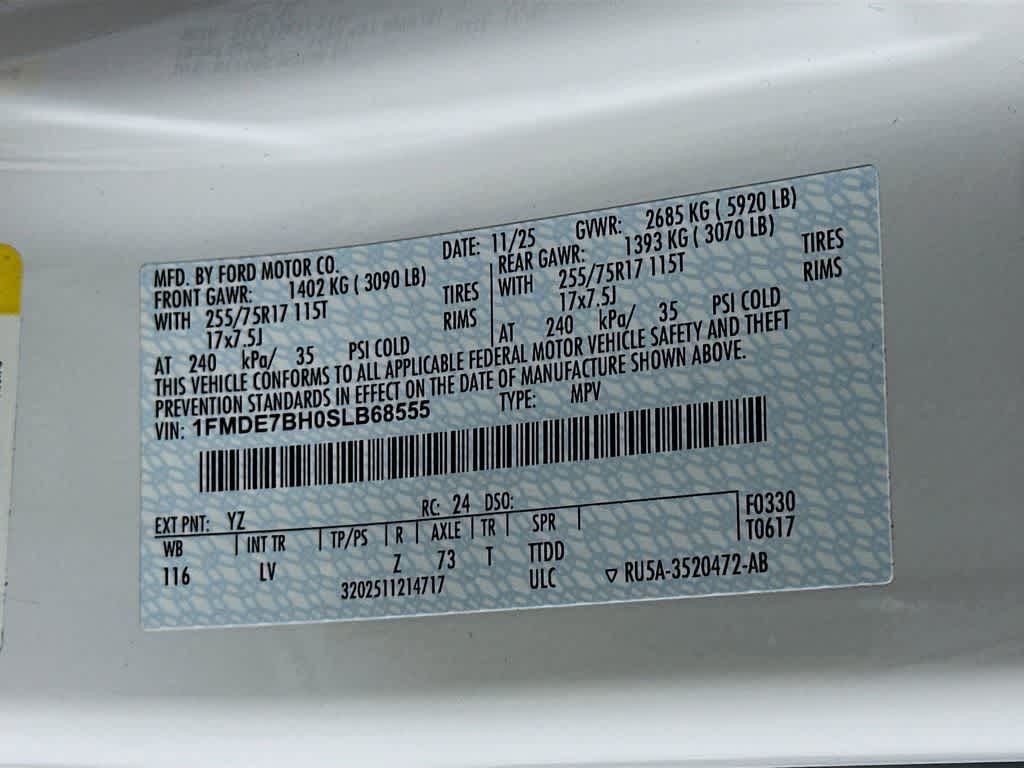 MFD. BY FORD MOTOR CO. DATE: 11/25 GVWR: 2685 KG ( 5920 LB)
FRONT GAWR: 1402 KG ( 3090 LB) REAR GAWR: 1393 KG ( 3070 LB)
WITH 255/75R17 115T TIRES WITH 255/75R17 115T TIRES
17x7.5J RIMS 17x7.5J RIMS
AT 240 kPa/ 35 PSI COLD AT 240 kPa/ 35 PSI COLD
THIS VEHICLE CONFORMS TO ALL APPLICABLE FEDERAL MOTOR VEHICLE SAFETY AND THEFT
PREVENTION STANDARDS IN EFFECT ON THE DATE OF MANUFACTURE SHOWN ABOVE.
VIN: 1FMDE7BH0SLB68555 TYPE: MPV
EXT PNT: YZ RC: 24 DSO: F0330
WB INT TR TP/PS R AXLE TR SPR T0617
116 LV Z 73 T TTDD
3202511214717 ULC ▽ RU5A-3520472-AB